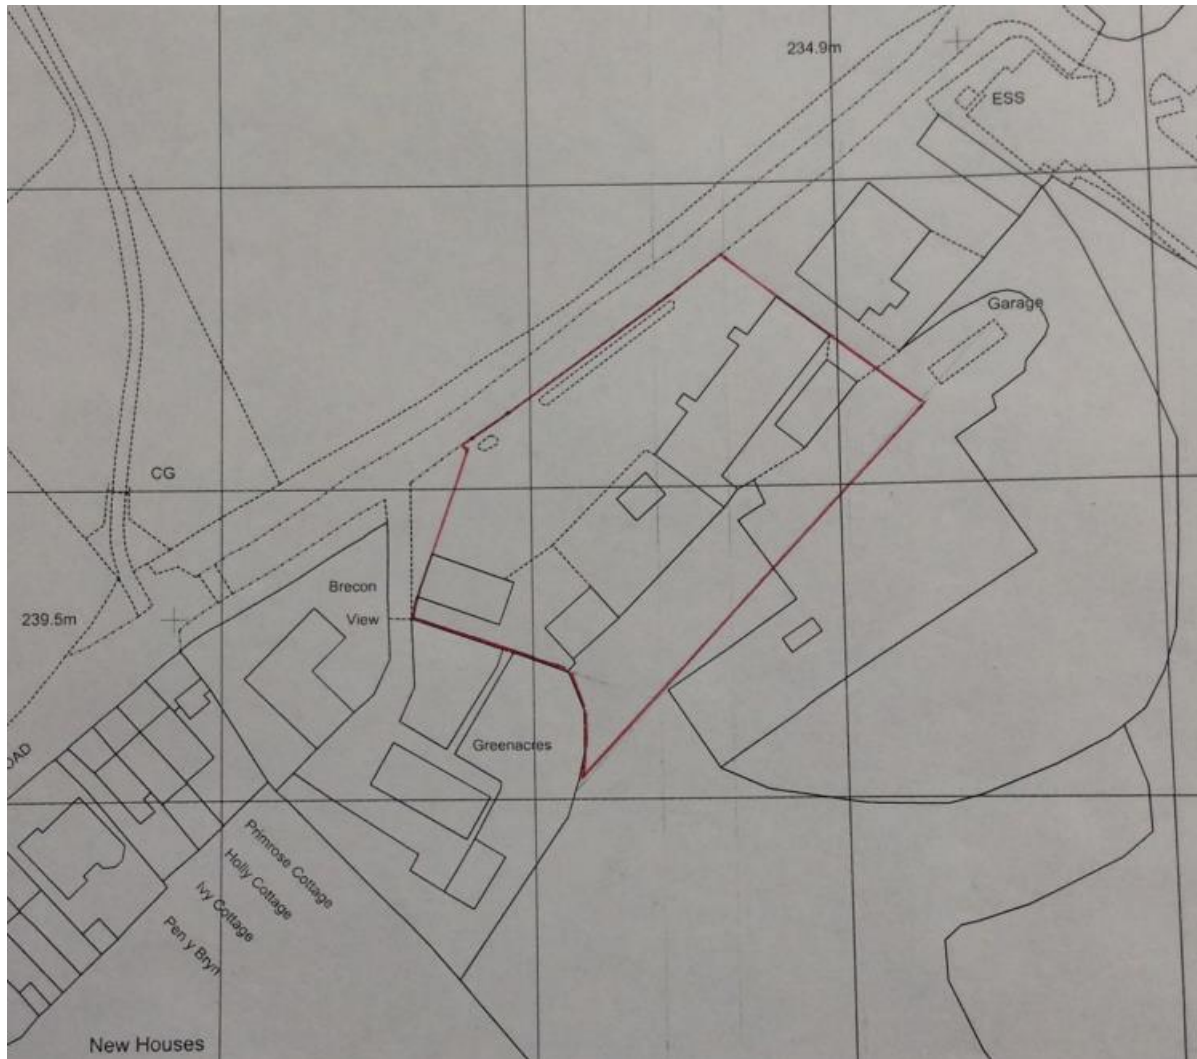 234.9m
ESS
Garage
CG
Brecon
View
239.5m
Greenacres
OAD
Primrose Cottage
Holly Cottage
Ivy Cottage
Pen y Bryn
New Houses